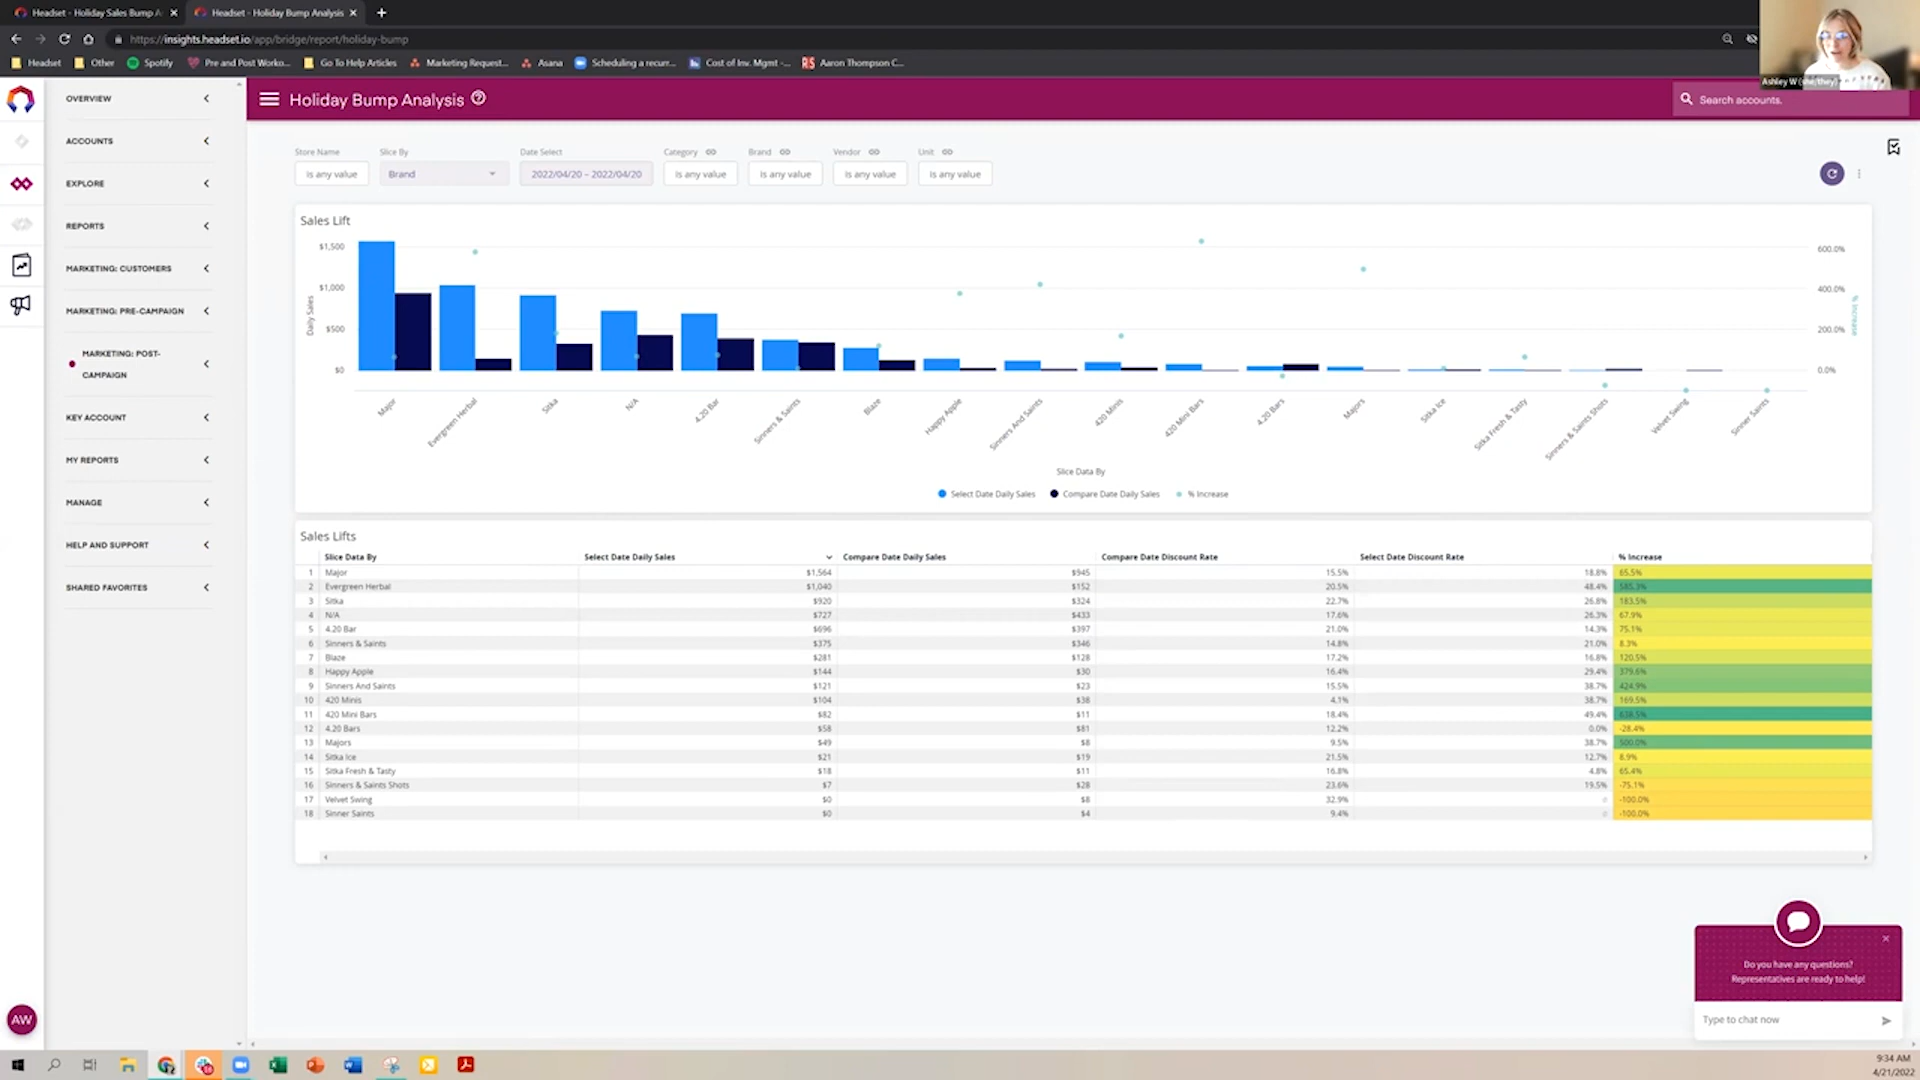 Headset - Holiday Sales Bump A
Headset - Holiday Bump Analysis
https://insights.headset.io/app/bridge/report/holiday-bump
Headset
Other
Spotify
Pre and Post Worko...
Go To Help Articles
Marketing Request...
Asana
Scheduling a recurr...
Cost of Inv. Mgmt -...
Aaron Thompson C...
Ashley W (she/they)
OVERVIEW
ACCOUNTS
EXPLORE
REPORTS
MARKETING: CUSTOMERS
MARKETING: PRE-CAMPAIGN
MARKETING: POST-
CAMPAIGN
KEY ACCOUNT
MY REPORTS
MANAGE
HELP AND SUPPORT
SHARED FAVORITES
AW
Holiday Bump Analysis
Search accounts.
Store Name Slice By Date Select Category Brand Vendor Unit
is any value Brand 2022/04/20 – 2022/04/20 is any value is any value is any value is any value
Sales Lift
Daily Sales
$1,500
$1,000
$500
$0
600.0%
400.0%
200.0%
0.0%
% Increase
Major
Evergreen Herbal
Sitka
N/A
4.20 Bar
Sinners & Saints
Blaze
Happy Apple
Sinners And Saints
420 Minis
420 Mini Bars
4.20 Bars
Majors
Sitka Ice
Sitka Fresh & Tasty
Sinners & Saints Shots
Velvet Swing
Sinner Saints
Slice Data By
Select Date Daily Sales Compare Date Daily Sales % Increase
Sales Lifts
Slice Data By Select Date Daily Sales Compare Date Daily Sales Compare Date Discount Rate Select Date Discount Rate % Increase
1 Major $1,564 $945 15.5% 18.8% 65.5%
2 Evergreen Herbal $1,040 $152 20.5% 48.4% 585.3%
3 Sitka $920 $324 22.7% 26.8% 183.5%
4 N/A $727 $433 17.6% 26.3% 67.9%
5 4.20 Bar $696 $397 21.0% 14.3% 75.1%
6 Sinners & Saints $375 $346 14.8% 21.0% 8.3%
7 Blaze $281 $128 17.2% 16.8% 120.5%
8 Happy Apple $144 $30 16.4% 29.4% 379.6%
9 Sinners And Saints $121 $23 15.5% 38.7% 424.9%
10 420 Minis $104 $38 4.1% 38.7% 169.5%
11 420 Mini Bars $82 $11 18.4% 49.4% 638.5%
12 4.20 Bars $58 $81 12.2% 0.0% -28.4%
13 Majors $49 $8 9.5% 38.7% 500.0%
14 Sitka Ice $21 $19 21.5% 12.7% 8.9%
15 Sitka Fresh & Tasty $18 $11 16.8% 4.8% 65.4%
16 Sinners & Saints Shots $7 $28 23.6% 19.5% -75.1%
17 Velvet Swing $0 $8 32.9% -100.0%
18 Sinner Saints $0 $4 9.4% -100.0%
Do you have any questions?
Representatives are ready to help!
Type to chat now
9:34 AM
4/21/2022